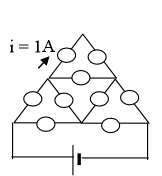 i = 1A